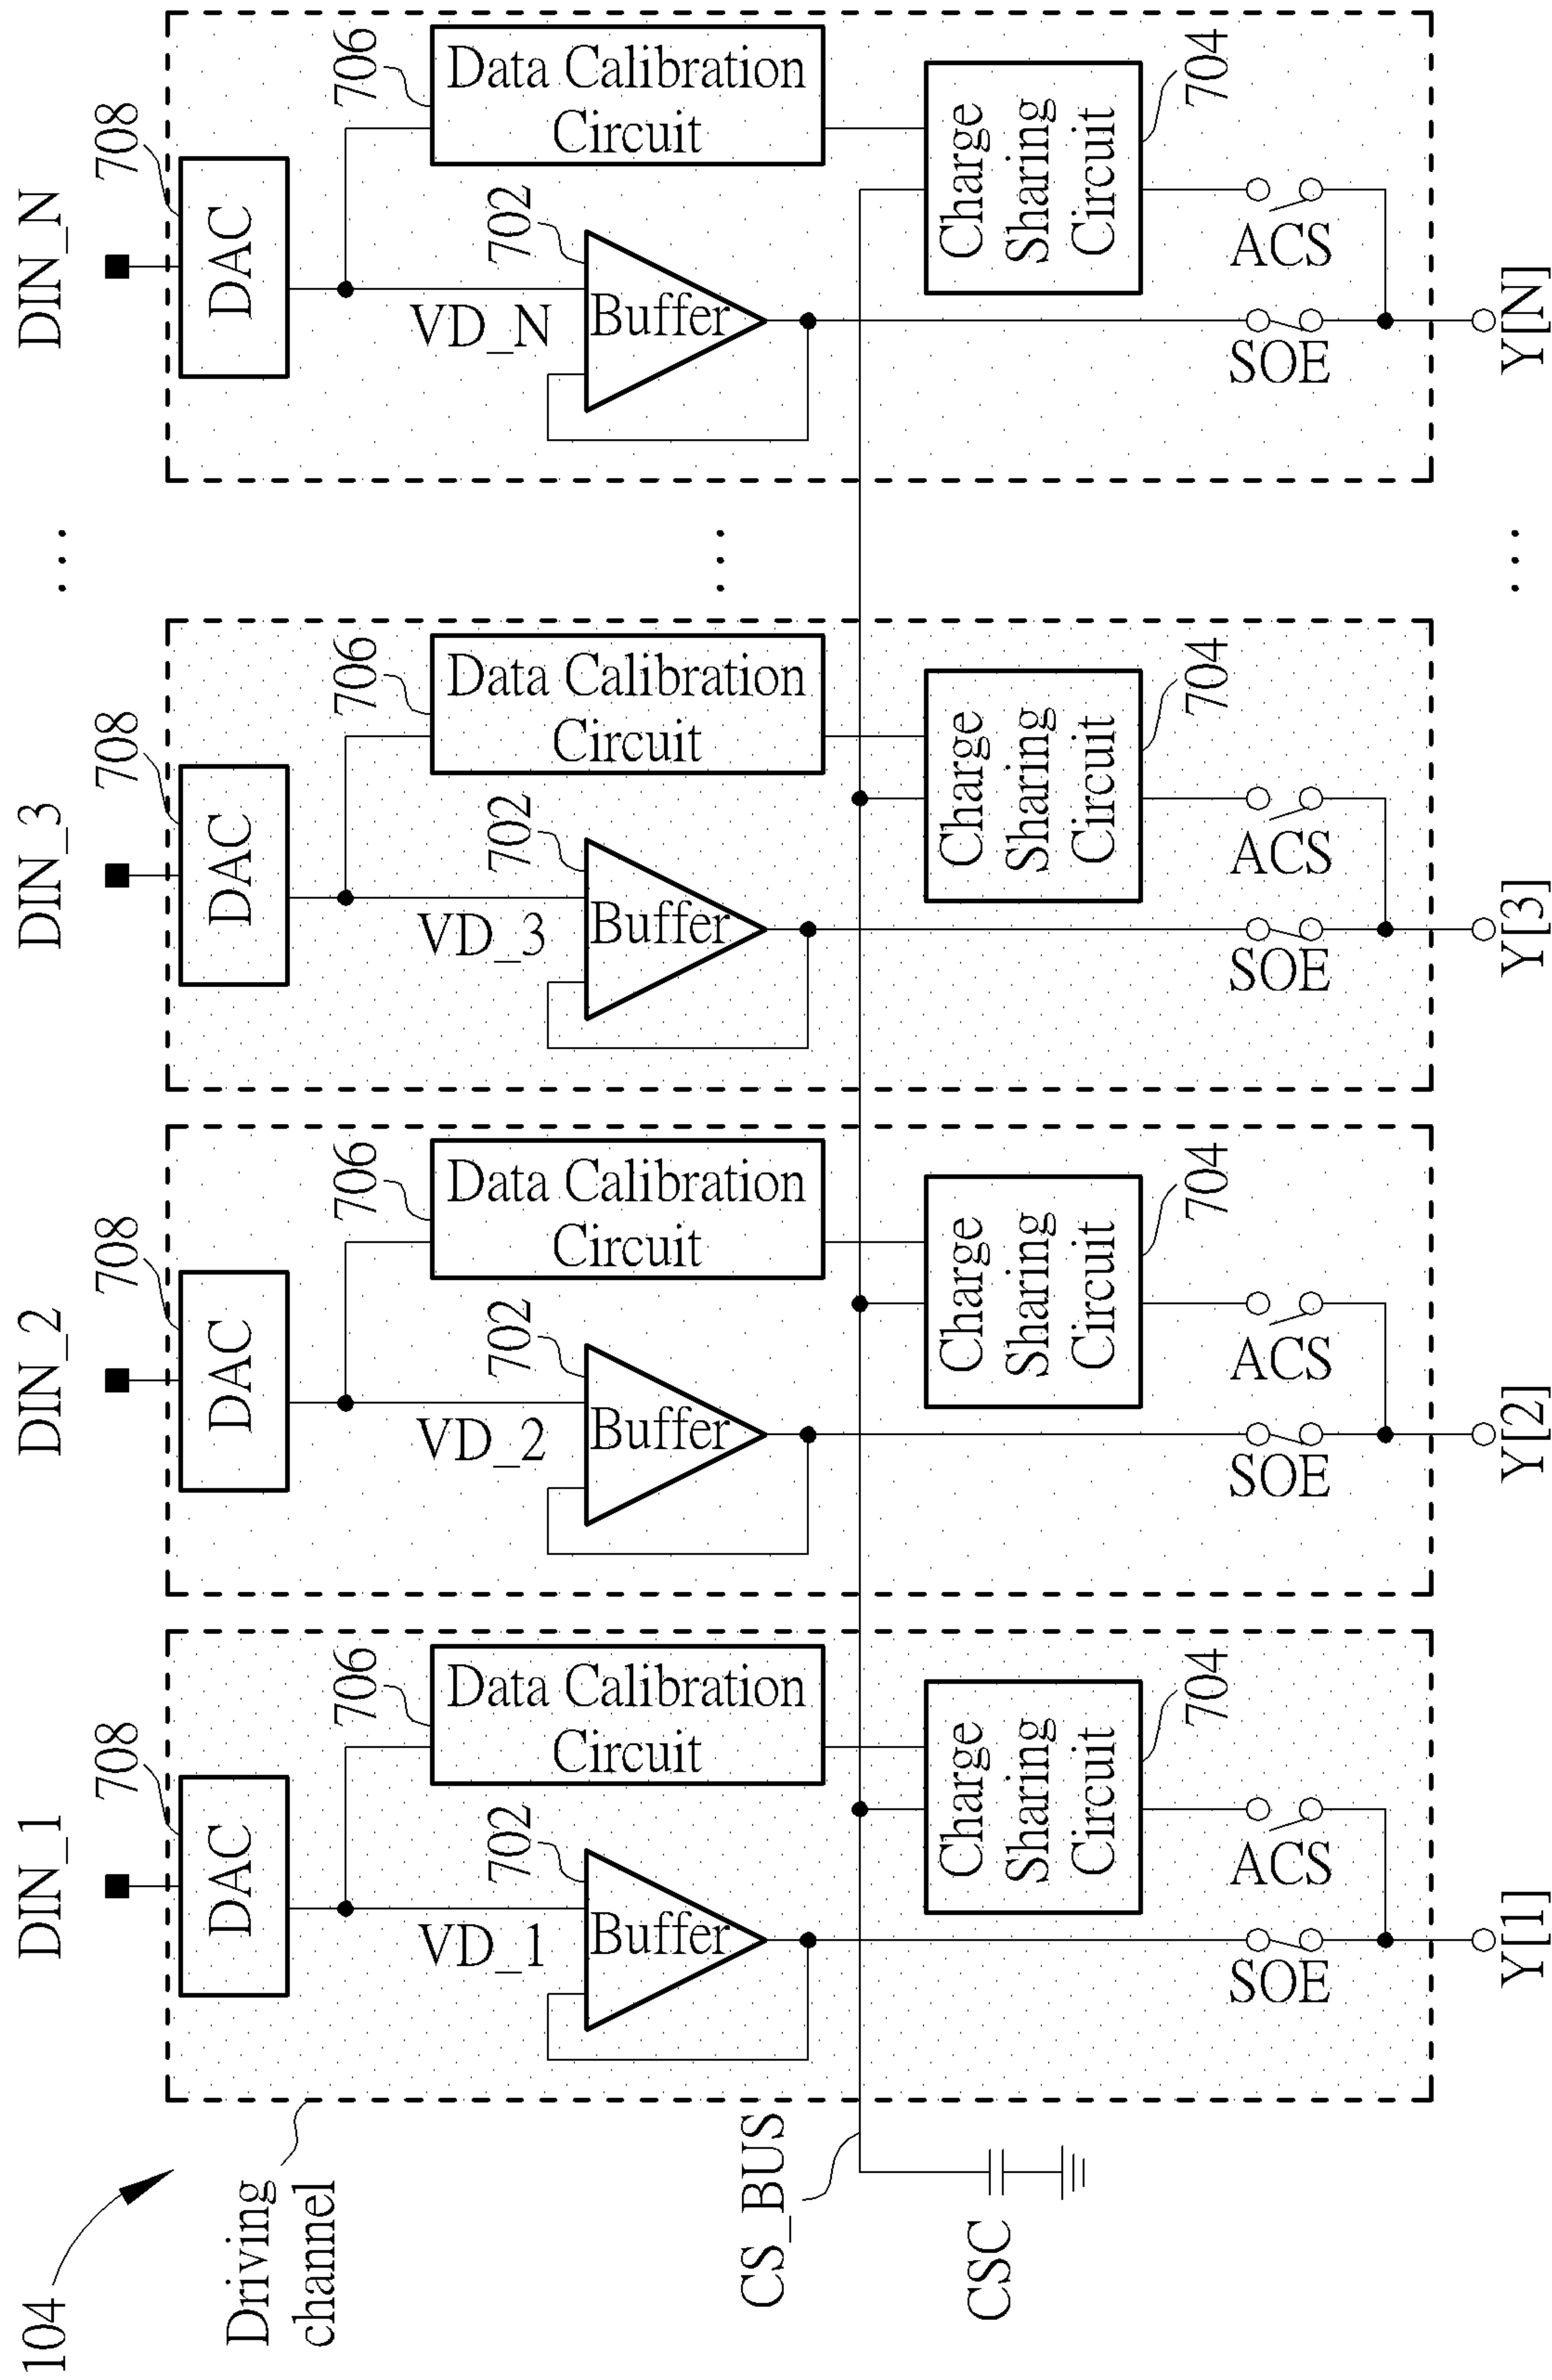 104
Driving
channel
DIN_1
708
DAC
706
Data Calibration
Circuit
VD_1
702
Buffer
CS_BUS
CSC
Charge
Sharing
Circuit
704
ACS
SOE
Y[1]
DIN_2
708
DAC
706
Data Calibration
Circuit
VD_2
702
Buffer
Charge
Sharing
Circuit
704
ACS
SOE
Y[2]
DIN_3
708
DAC
706
Data Calibration
Circuit
VD_3
702
Buffer
Charge
Sharing
Circuit
704
ACS
SOE
Y[3]
...
...
...
DIN_N
708
DAC
706
Data Calibration
Circuit
VD_N
702
Buffer
Charge
Sharing
Circuit
704
ACS
SOE
Y[N]